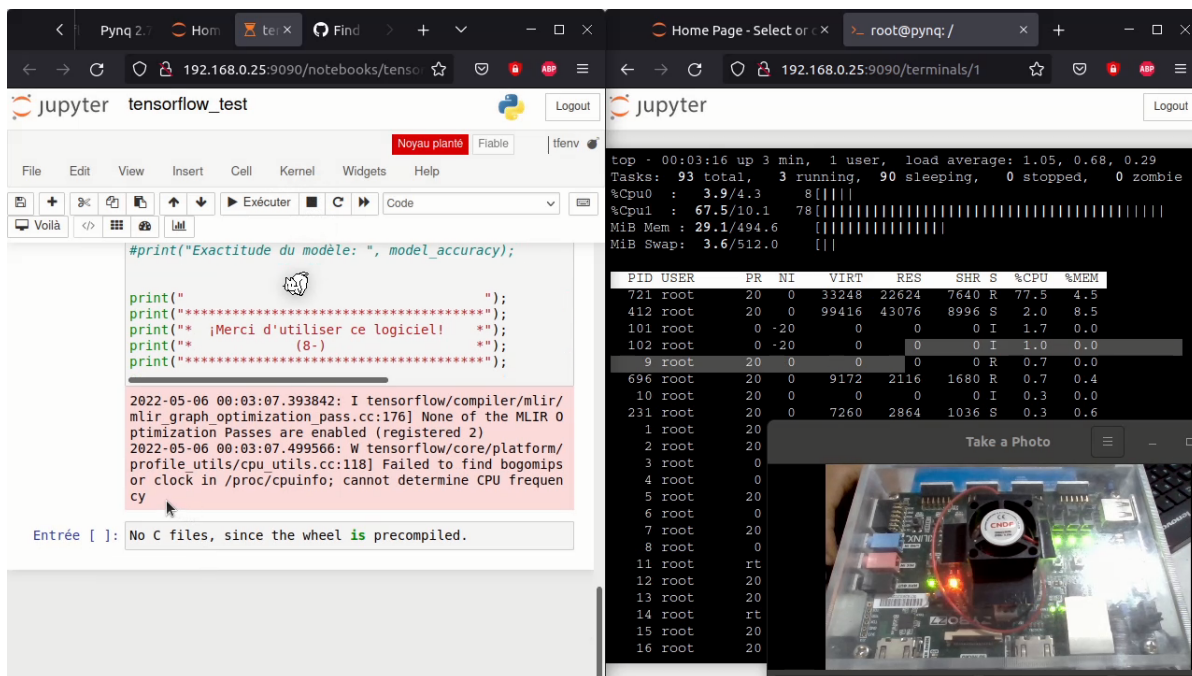 Pynq 2.7
Hom
ter
Find
192.168.0.25:9090/notebooks/tensor
ABP
jupyter
tensorflow_test
Logout
Noyau planté
Fiable
tfenv
File Edit View Insert Cell Kernel Widgets Help
Exécuter
Code
Voilà
#print("Exactitude du modèle: ", model_accuracy);
print(" ");
print("*************************************");
print("* ¡Merci d'utiliser ce logiciel! *");
print("* (8-) *");
print("*************************************");
2022-05-06 00:03:07.393842: I tensorflow/compiler/mlir/
mlir_graph_optimization_pass.cc:176] None of the MLIR O
ptimization Passes are enabled (registered 2)
2022-05-06 00:03:07.499566: W tensorflow/core/platform/
profile_utils/cpu_utils.cc:118] Failed to find bogomips
or clock in /proc/cpuinfo; cannot determine CPU frequen
cy
Entrée [ ]: No C files, since the wheel is precompiled.
Home Page - Select or c
root@pynq: /
192.168.0.25:9090/terminals/1
ABP
jupyter
Logout
top - 00:03:16 up 3 min, 1 user, load average: 1.05, 0.68, 0.29
Tasks: 93 total, 3 running, 90 sleeping, 0 stopped, 0 zombie
%Cpu0 : 3.9/4.3 8[||||
%Cpu1 : 67.5/10.1 78[||||||||||||||||||||||||||||||||||||||
MiB Mem : 29.1/494.6 [||||||||||||||
MiB Swap: 3.6/512.0 [||
PID USER PR NI VIRT RES SHR S %CPU %MEM
721 root 20 0 33248 22624 7640 R 77.5 4.5
412 root 20 0 99416 43076 8996 S 2.0 8.5
101 root 0 -20 0 0 0 I 1.7 0.0
102 root 0 -20 0 0 0 I 1.0 0.0
9 root 20 0 0 0 0 R 0.7 0.0
696 root 20 0 9172 2116 1680 R 0.7 0.4
10 root 20 0 0 0 0 I 0.3 0.0
231 root 20 0 7260 2864 1036 S 0.3 0.6
1 root 20
2 root 20
3 root 0
4 root 0
5 root 20
6 root 0
7 root 20
8 root 0
11 root rt
12 root 20
13 root 20
14 root rt
15 root 20
16 root 20
Take a Photo
CNDF